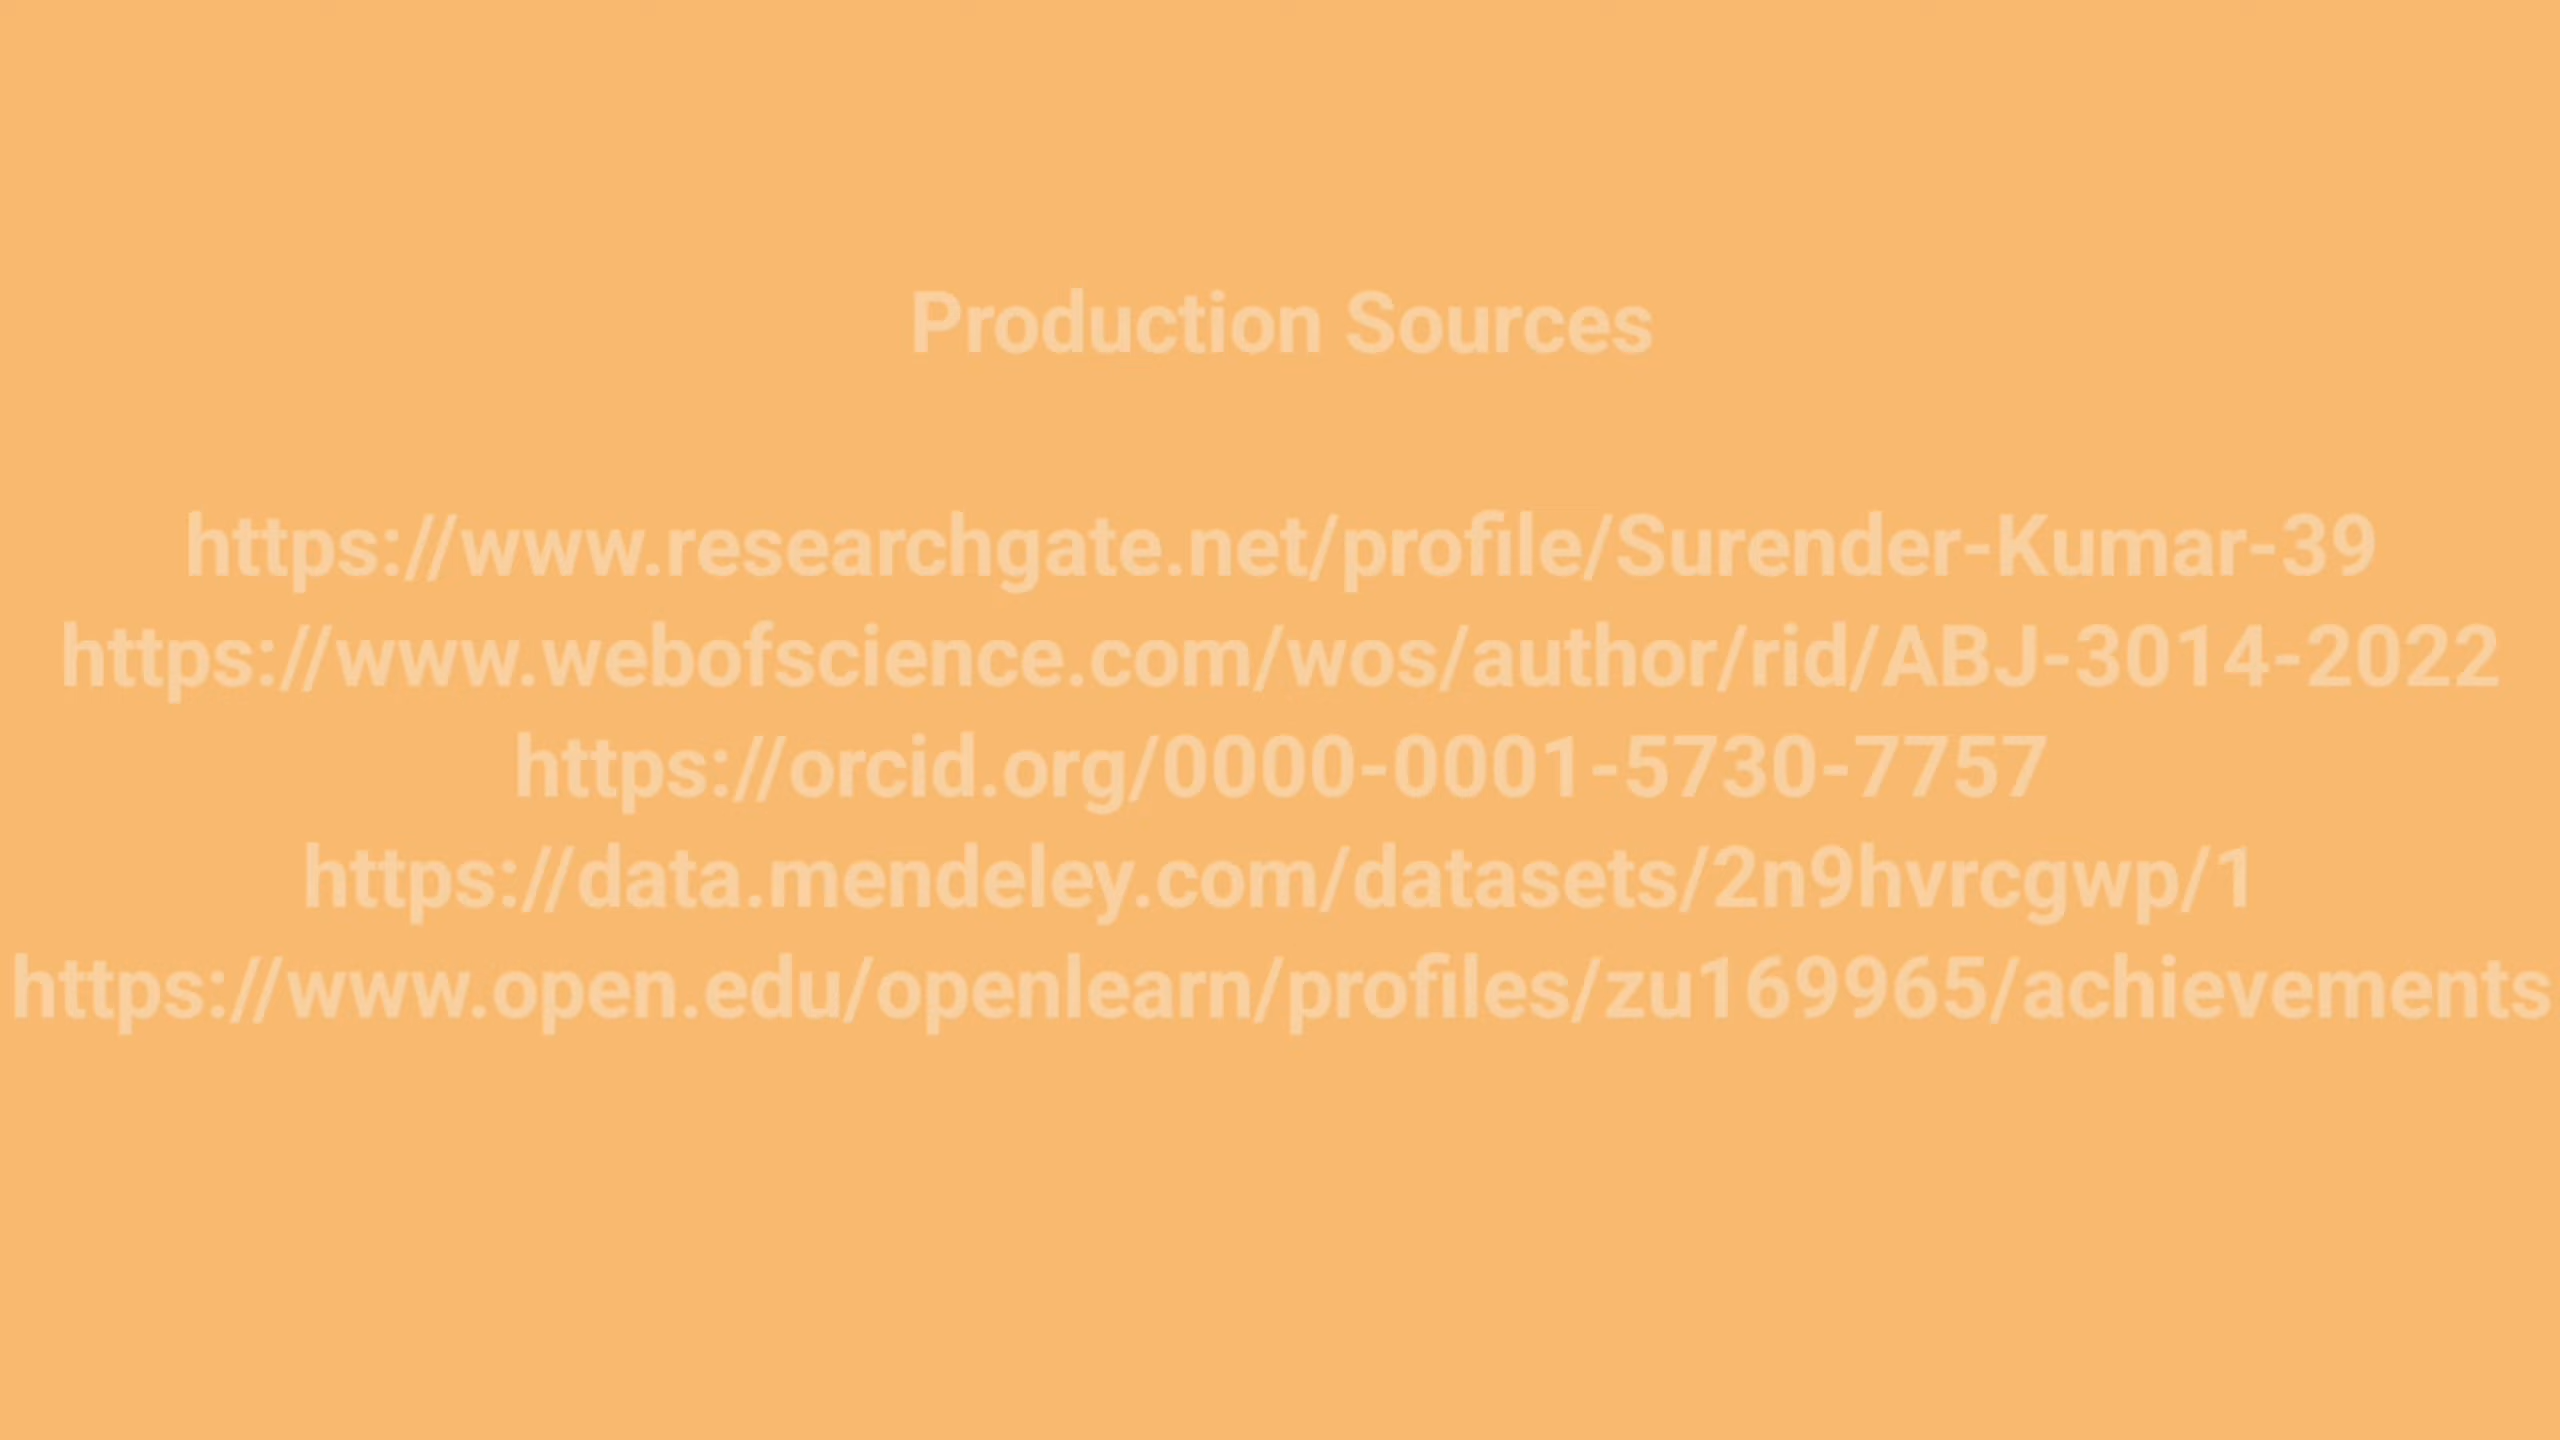 Production Sources
https://www.researchgate.net/profile/Surender-Kumar-39
https://www.webofscience.com/wos/author/rid/ABJ-3014-2022
https://orcid.org/0000-0001-5730-7757
https://data.mendeley.com/datasets/2n9hvrcgwp/1
https://www.open.edu/openlearn/profiles/zu169965/achievements